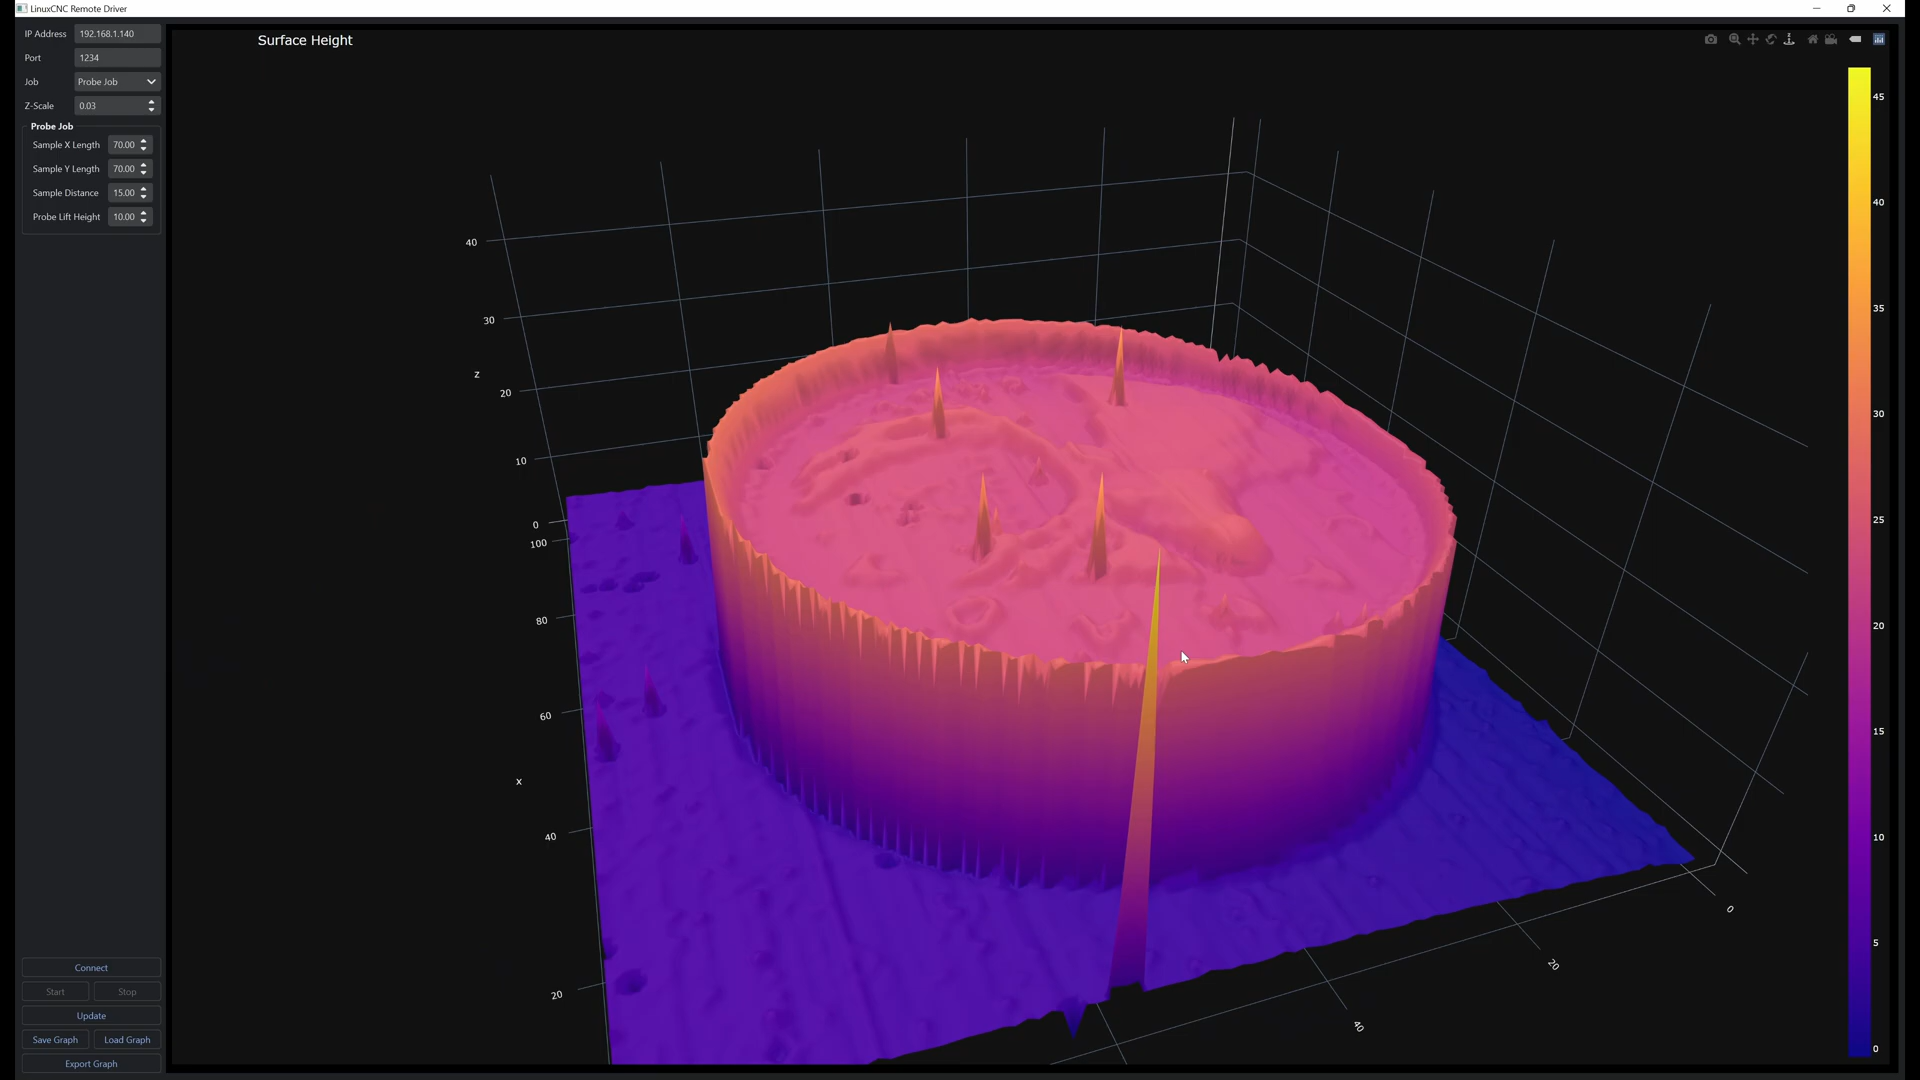 LinuxCNC Remote Driver
IP Address 192.168.1.140
Port 1234
Job Probe Job
Z-Scale 0.03
Probe Job
Sample X Length 70.00
Sample Y Length 70.00
Sample Distance 15.00
Probe Lift Height 10.00
Connect
Start Stop
Update
Save Graph Load Graph
Export Graph
Surface Height
40
30
z
20
10
0
100
80
60
x
40
20
0
20
40
45
40
35
30
25
20
15
10
5
0